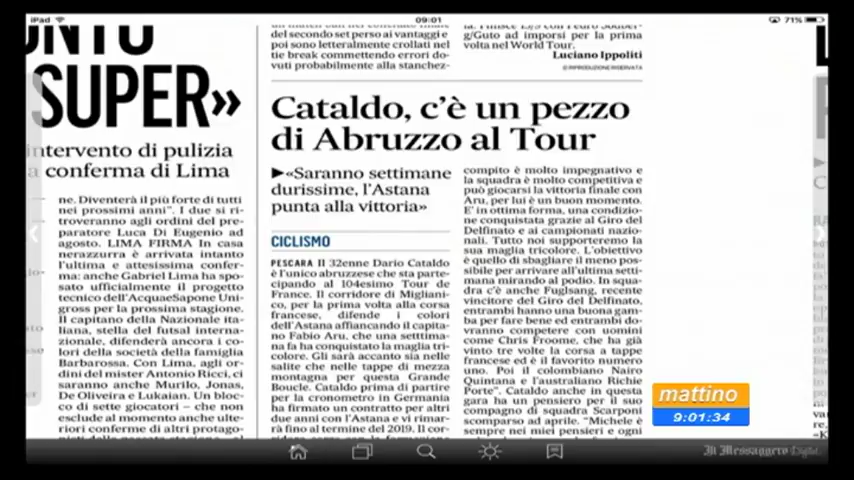 iPad
09:01
71%
ONTO
SUPER»
intervento di pulizia
a conferma di Lima
ne. Diventerà il più forte di tutti
nei prossimi anni". I due si ri-
troveranno agli ordini del pre-
paratore Luca Di Eugenio ad
agosto. LIMA FIRMA In casa
nerazzurra è arrivata intanto
l'ultima e attesissima confer-
ma: anche Gabriel Lima ha spo-
sato ufficialmente il progetto
tecnico dell'AcquaeSapone Uni-
gross per la prossima stagione.
Il capitano della Nazionale ita-
liana, stella del futsal interna-
zionale, difenderà ancora i co-
lori della società della famiglia
Barbarossa. Con Lima, agli or-
dini del mister Antonio Ricci, ci
saranno anche Murilo, Jonas,
De Oliveira e Lukaian. Un bloc-
co di sette giocatori – che non
esclude al momento anche ulte-
riori conferme di altri protago-
del secondo set perso ai vantaggi e
poi sono letteralmente crollati nel
tie break commettendo errori do-
vuti probabilmente alla stanchez-
g/Guto ad imporsi per la prima
volta nel World Tour.
Luciano Ippoliti
©RIPRODUZIONE RISERVATA
Cataldo, c'è un pezzo
di Abruzzo al Tour
►«Saranno settimane
durissime, l'Astana
punta alla vittoria»
CICLISMO
PESCARA Il 32enne Dario Cataldo
è l'unico abruzzese che sta parte-
cipando al 104esimo Tour de
France. Il corridore di Migliani-
co, per la prima volta alla corsa
francese, difende i colori
dell'Astana affiancando il capita-
no Fabio Aru, che una settima-
na fa ha conquistato la maglia tri-
colore. Gli sarà accanto sia nelle
salite che nelle tappe di mezza
montagna per questa Grande
Boucle. Cataldo prima di partire
per la cronometro in Germania
ha firmato un contratto per altri
due anni con l'Astana e vi rimar-
rà fino al termine del 2019. Il cor-
compito è molto impegnativo e
la squadra è molto competitiva e
può giocarsi la vittoria finale con
Aru, per lui è un buon momento.
E' in ottima forma, una condizione
conquistata grazie al Giro
del Delfinato e ai campionati nazio-
nali. Tutto noi supporteremo la
sua maglia tricolore. L'obiettivo
è quello di sbagliare il meno pos-
sibile per arrivare all'ultima setti-
mana mirando al podio. In squa-
dra c'è anche Fuglsang, recente
vincitore del Giro del Delfinato,
entrambi hanno una buona gam-
ba per fare bene ed entrambi do-
vranno competere con uomini
come Chris Froome, che ha già
vinto tre volte la corsa a tappe
francese ed è il favorito numero
uno. Poi il colombiano Nairo
Quintana e l'australiano Richie
Porte". Cataldo anche in questa
gara ha un pensiero per il suo
compagno di squadra Scarponi
scomparso ad aprile. "Michele è
sempre nei miei pensieri e ogni
mattino
9:01:34
Il Messaggero Digital